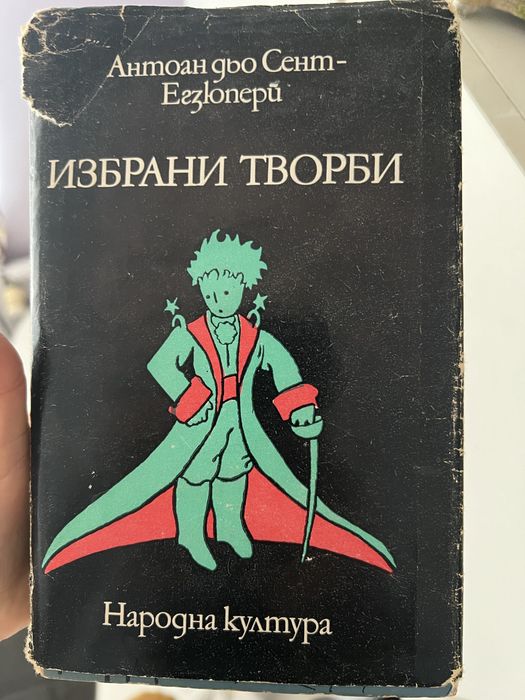 Антоан дьо Сент-
Егзюпери
ИЗБРАНИ ТВОРБИ
Народна култура